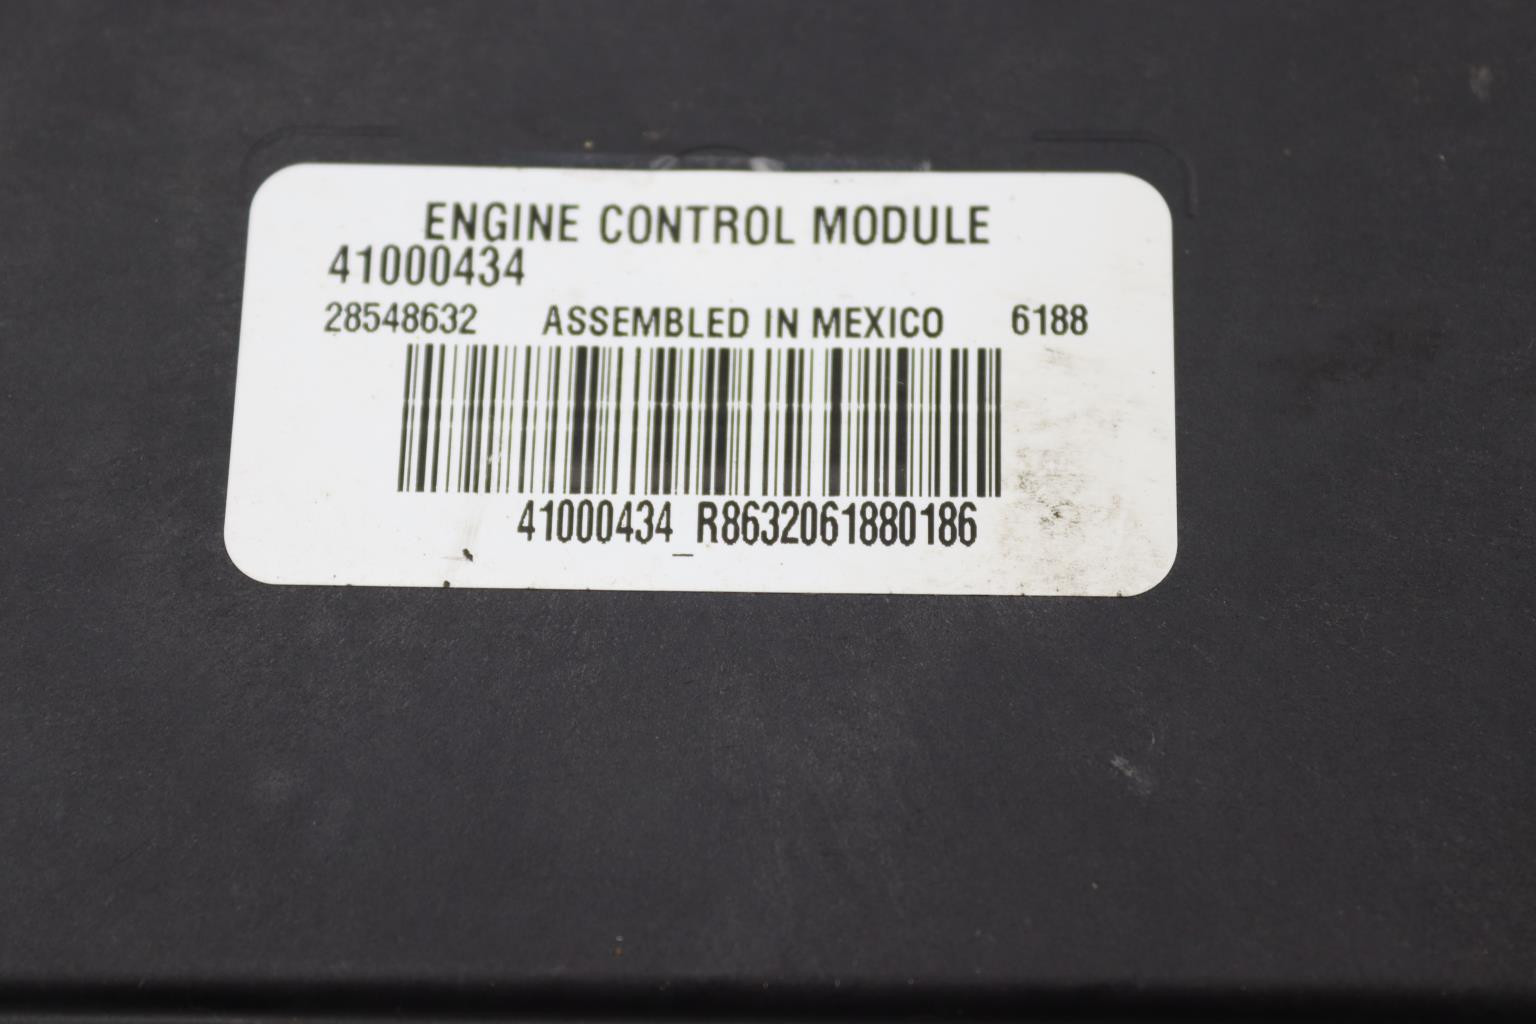 ENGINE CONTROL MODULE
41000434
28548632 ASSEMBLED IN MEXICO 6188
41000434_R8632061880186